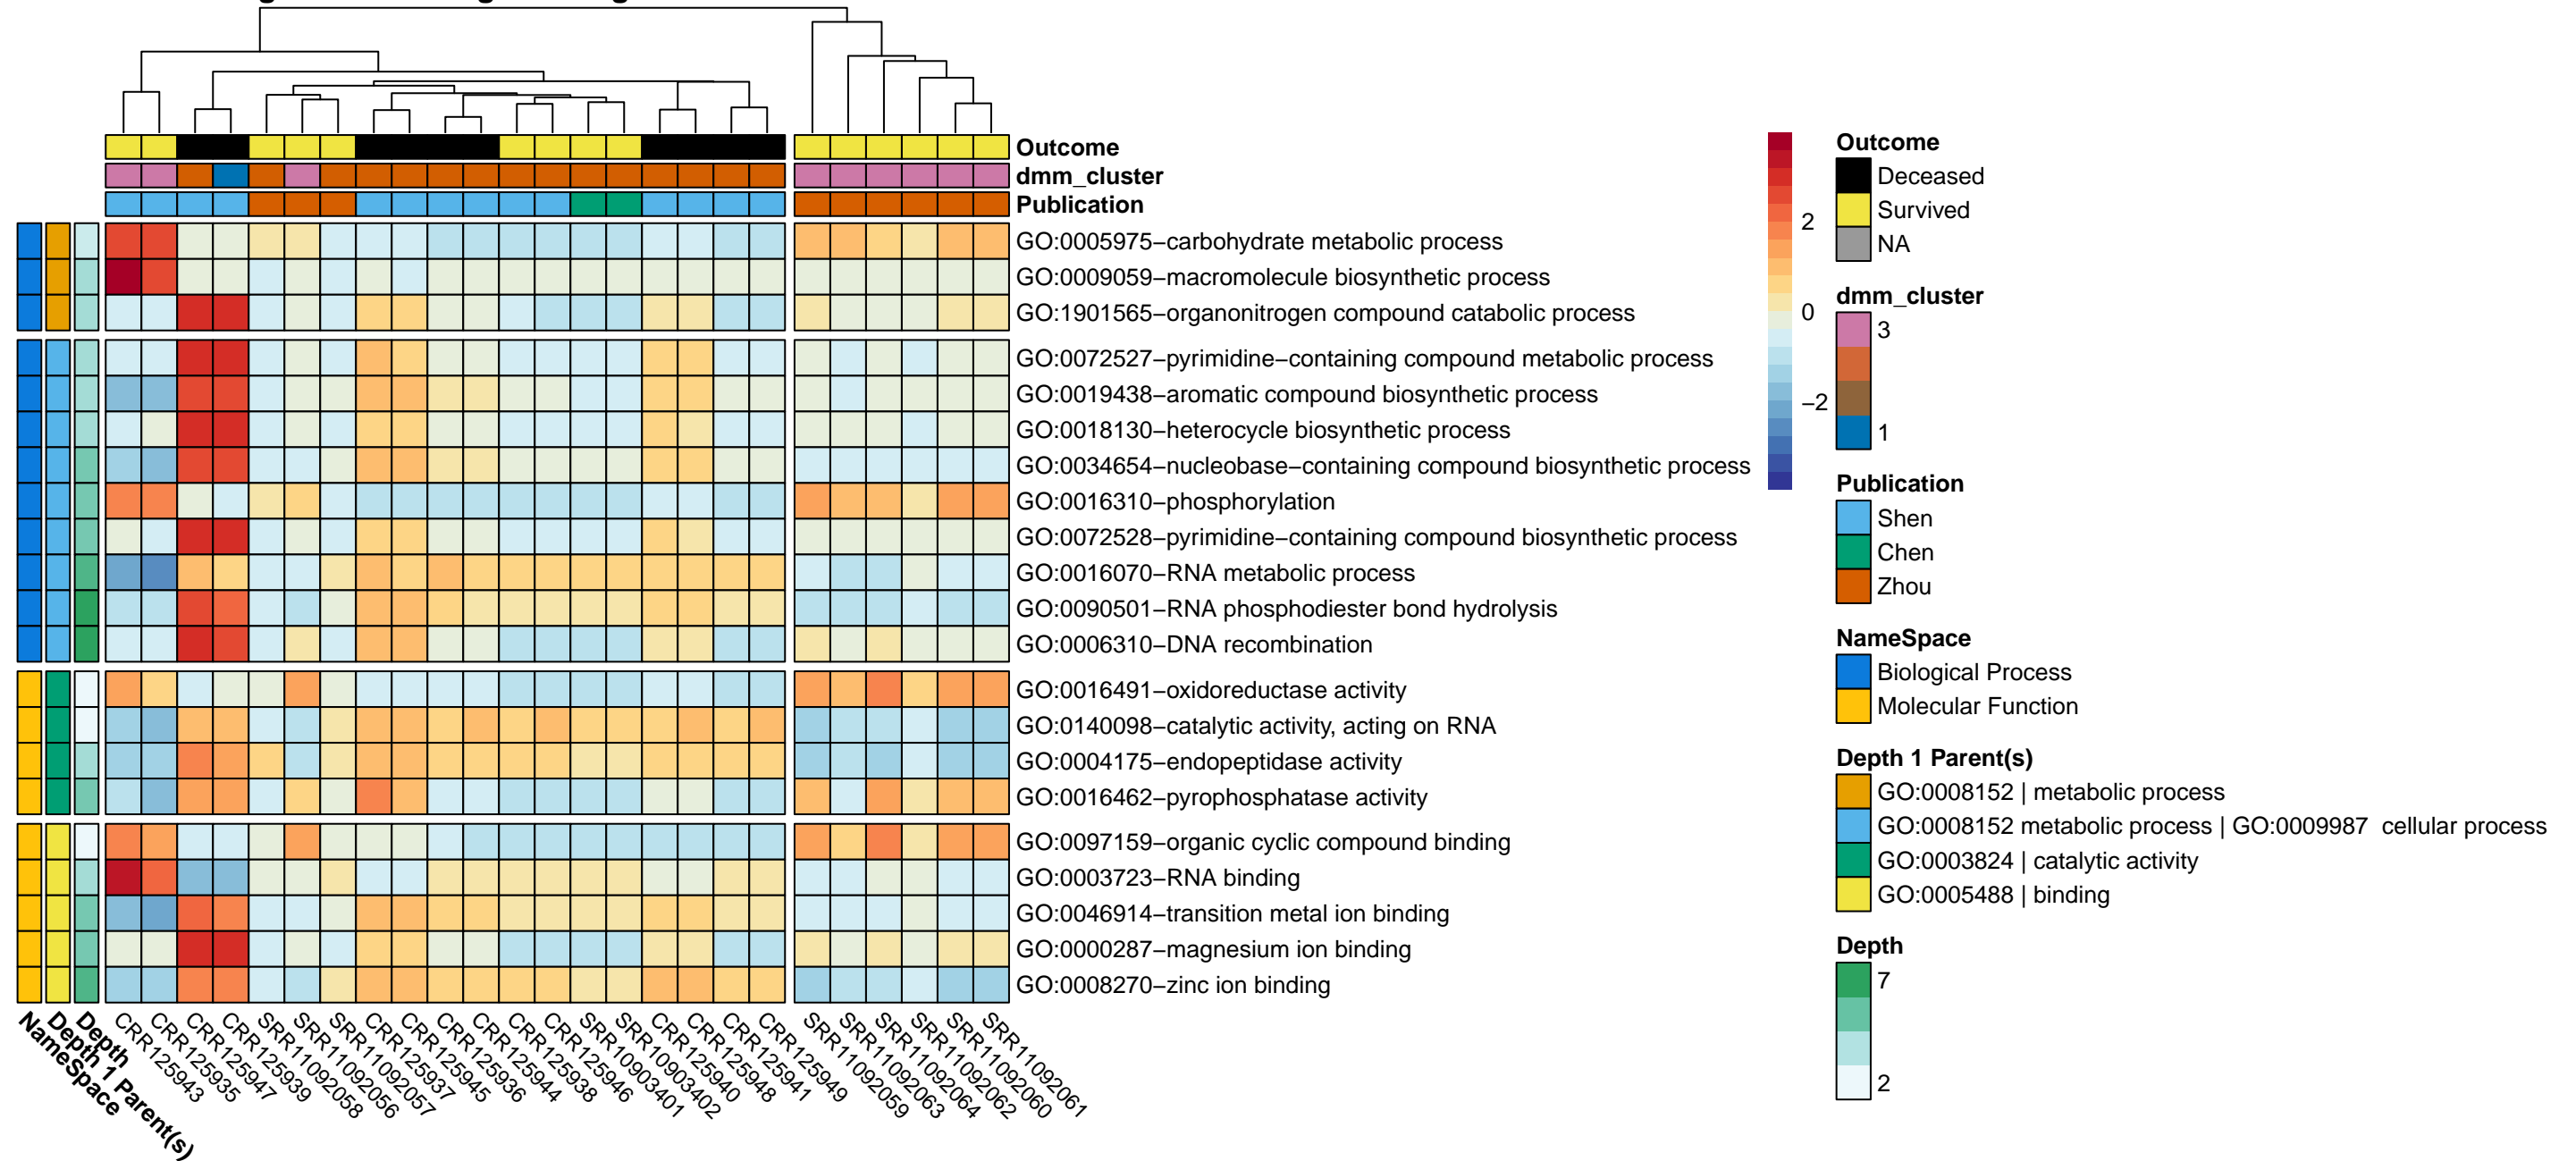 Outcome
dmm_cluster
Publication
GO:0005975−carbohydrate metabolic process
GO:0009059−macromolecule biosynthetic process
GO:1901565−organonitrogen compound catabolic process
GO:0072527−pyrimidine−containing compound metabolic process
GO:0019438−aromatic compound biosynthetic process
GO:0018130−heterocycle biosynthetic process
GO:0034654−nucleobase−containing compound biosynthetic process
GO:0016310−phosphorylation
GO:0072528−pyrimidine−containing compound biosynthetic process
GO:0016070−RNA metabolic process
GO:0090501−RNA phosphodiester bond hydrolysis
GO:0006310−DNA recombination
GO:0016491−oxidoreductase activity
GO:0140098−catalytic activity, acting on RNA
GO:0004175−endopeptidase activity
GO:0016462−pyrophosphatase activity
GO:0097159−organic cyclic compound binding
GO:0003723−RNA binding
GO:0046914−transition metal ion binding
GO:0000287−magnesium ion binding
GO:0008270−zinc ion binding
NameSpace
Depth 1 Parent(s)
Depth
CRR125943
CRR125935
CRR125947
CRR125939
SRR11092058
SRR11092056
SRR11092057
CRR125937
CRR125945
CRR125936
CRR125944
CRR125938
CRR125946
SRR10903401
SRR10903402
CRR125940
CRR125948
CRR125941
CRR125949
SRR11092059
SRR11092063
SRR11092064
SRR11092062
SRR11092060
SRR11092061
2
0
−2
Outcome
Deceased
Survived
NA
dmm_cluster
3
1
Publication
Shen
Chen
Zhou
NameSpace
Biological Process
Molecular Function
Depth 1 Parent(s)
GO:0008152 | metabolic process
GO:0008152 metabolic process | GO:0009987 cellular process
GO:0003824 | catalytic activity
GO:0005488 | binding
Depth
7
2